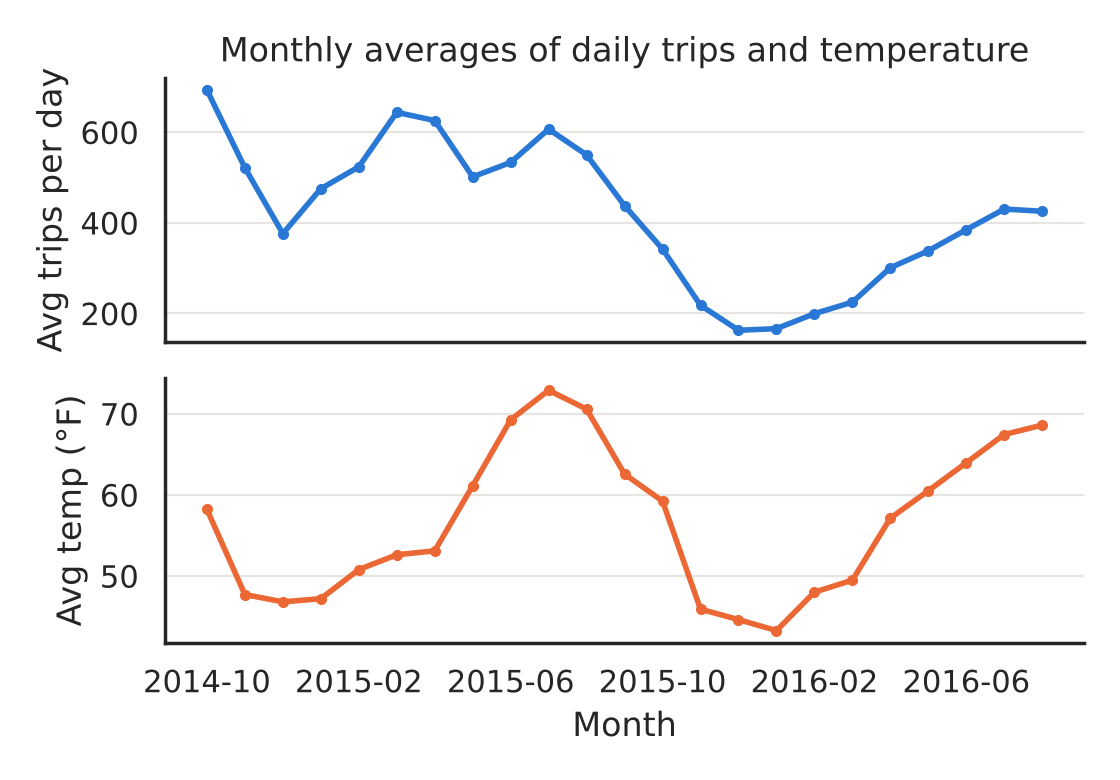 Monthly averages of daily trips and temperature
Avg trips per day
600
400
200
Avg temp (°F)
70
60
50
2014-10 2015-02 2015-06 2015-10 2016-02 2016-06
Month